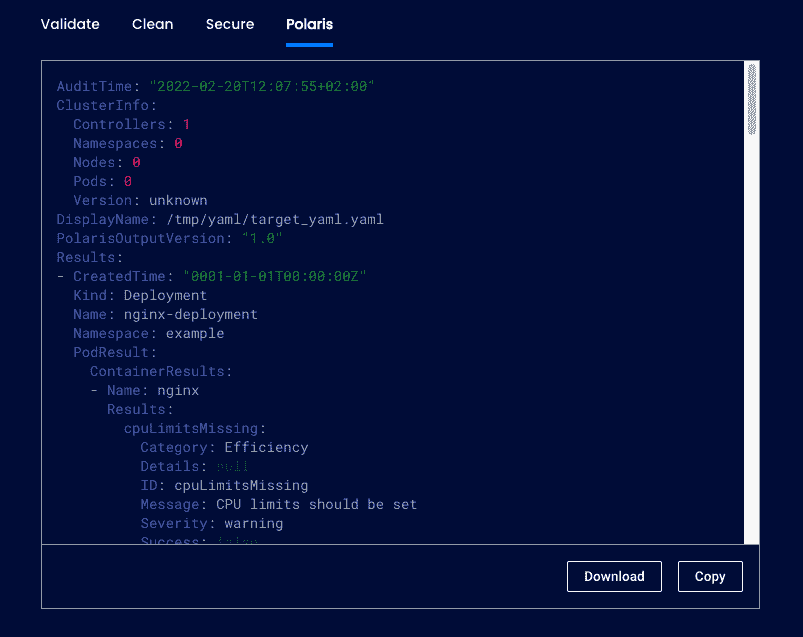 Validate Clean Secure Polaris
AuditTime: "2022-02-20T12:07:55+02:00"
ClusterInfo:
  Controllers: 1
  Namespaces: 0
  Nodes: 0
  Pods: 0
  Version: unknown
DisplayName: /tmp/yaml/target_yaml.yaml
PolarisOutputVersion: "1.0"
Results:
- CreatedTime: "0001-01-01T00:00:00Z"
  Kind: Deployment
  Name: nginx-deployment
  Namespace: example
  PodResult:
    ContainerResults:
    - Name: nginx
      Results:
        cpuLimitsMissing:
          Category: Efficiency
          Details: null
          ID: cpuLimitsMissing
          Message: CPU limits should be set
          Severity: warning
          Success: false
Download Copy